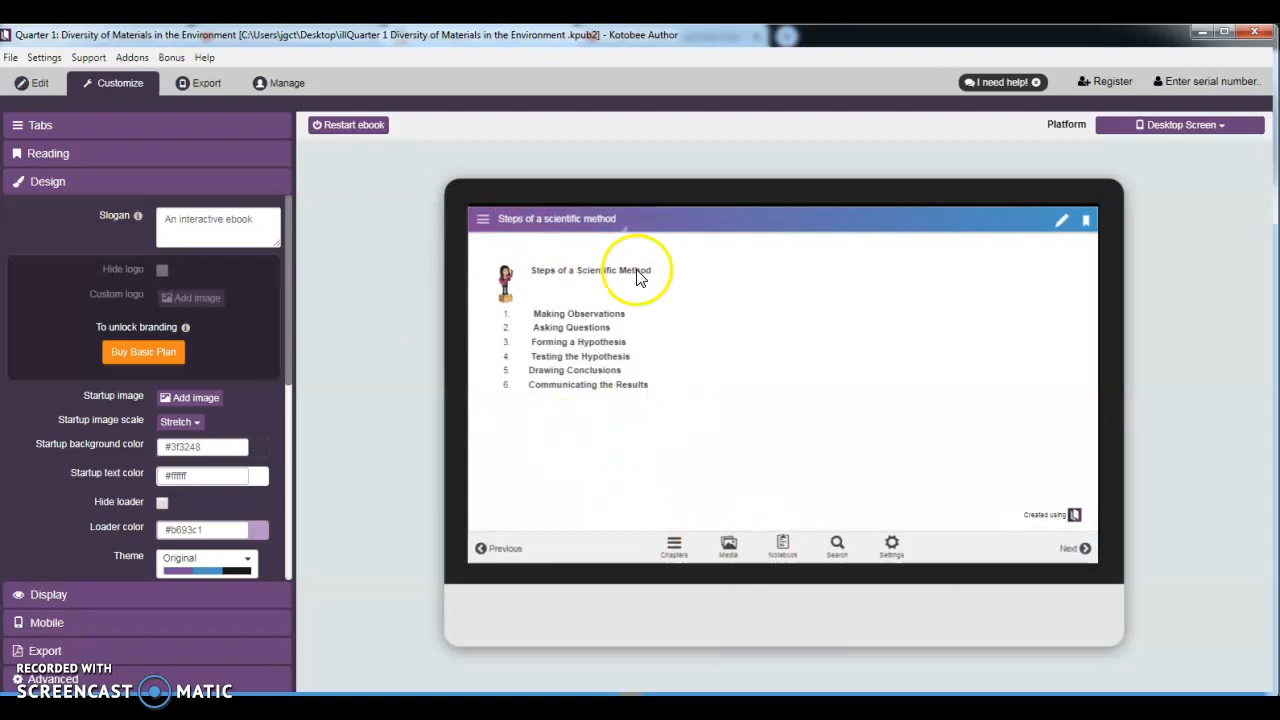 Quarter 1: Diversity of Materials in the Environment [C:\Users\jgct\Desktop\illQuarter 1 Diversity of Materials in the Environment .kpub2] - Kotobee Author
File Settings Support Addons Bonus Help
Edit Customize Export Manage I need help! Register Enter serial number..
Tabs
Restart ebook
Platform Desktop Screen
Reading
Design
Slogan An interactive ebook
Hide logo
Custom logo Add image
To unlock branding
Buy Basic Plan
Startup image Add image
Startup image scale Stretch
Startup background color #3f3248
Startup text color #ffffff
Hide loader
Loader color #b693c1
Theme Original
Display
Mobile
Export
Advanced
RECORDED WITH
SCREENCAST MATIC
Steps of a scientific method
Steps of a Scientific Method
1. Making Observations
2. Asking Questions
3. Forming a Hypothesis
4. Testing the Hypothesis
5. Drawing Conclusions
6. Communicating the Results
Created using
Previous Chapters Media Notebook Search Settings Next